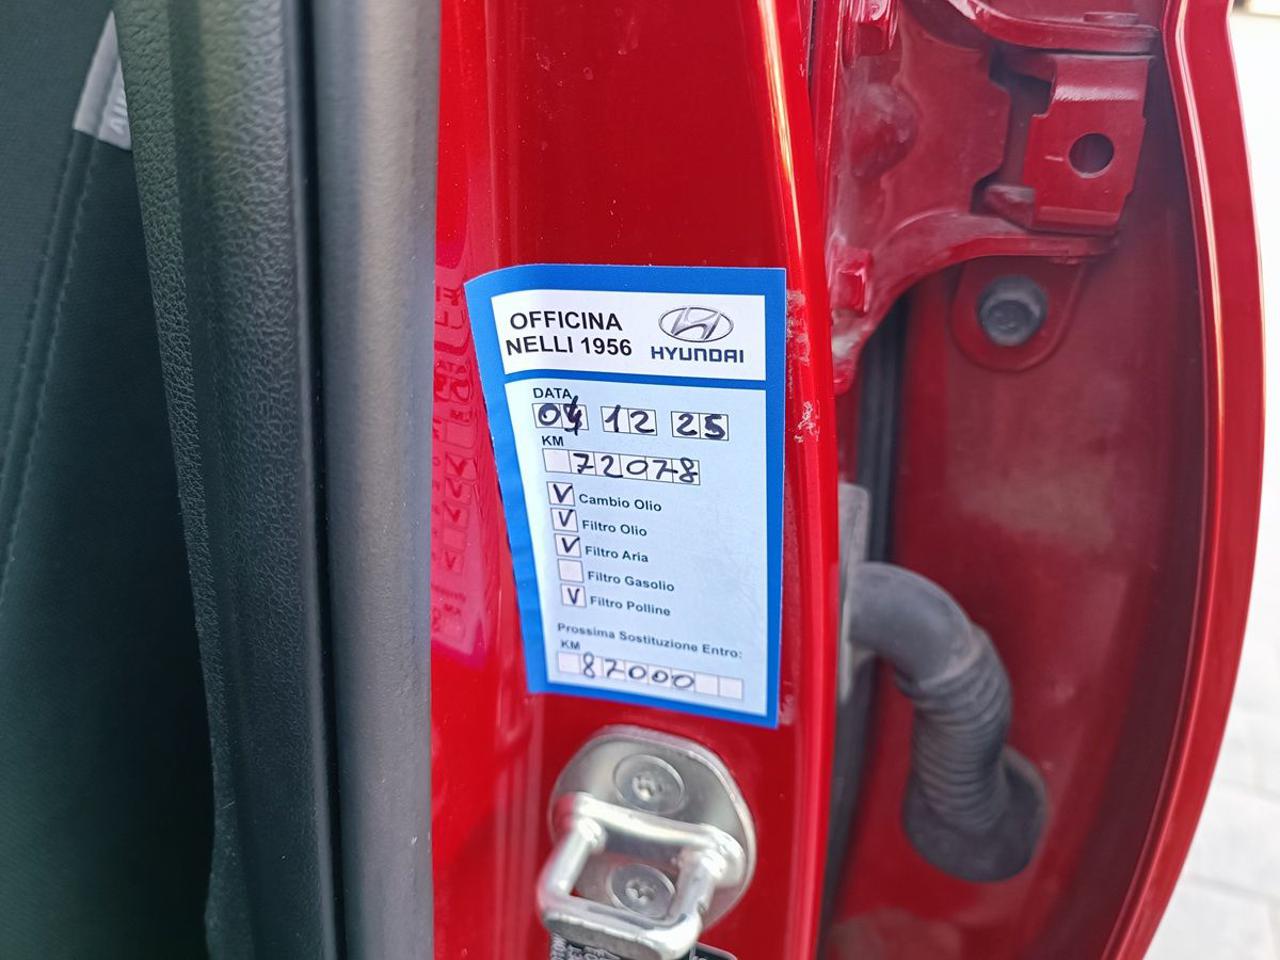 OFFICINA
NELLI 1956
HYUNDAI
DATA
04 12 25
KM
72078
V Cambio Olio
V Filtro Olio
V Filtro Aria
Filtro Gasolio
V Filtro Polline
Prossima Sostituzione Entro:
KM
87000